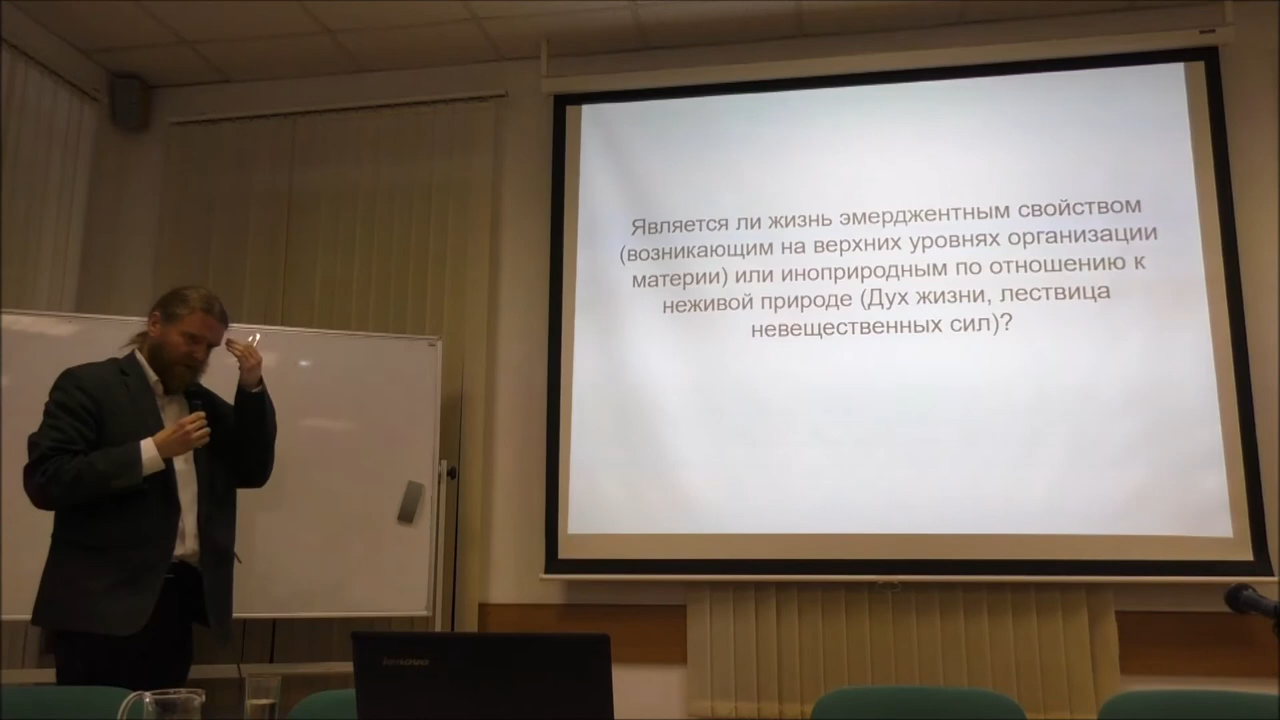 Является ли жизнь эмерджентным свойством
(возникающим на верхних уровнях организации
материи) или иноприродным по отношению к
неживой природе (Дух жизни, лествица
невещественных сил)?
lenovo